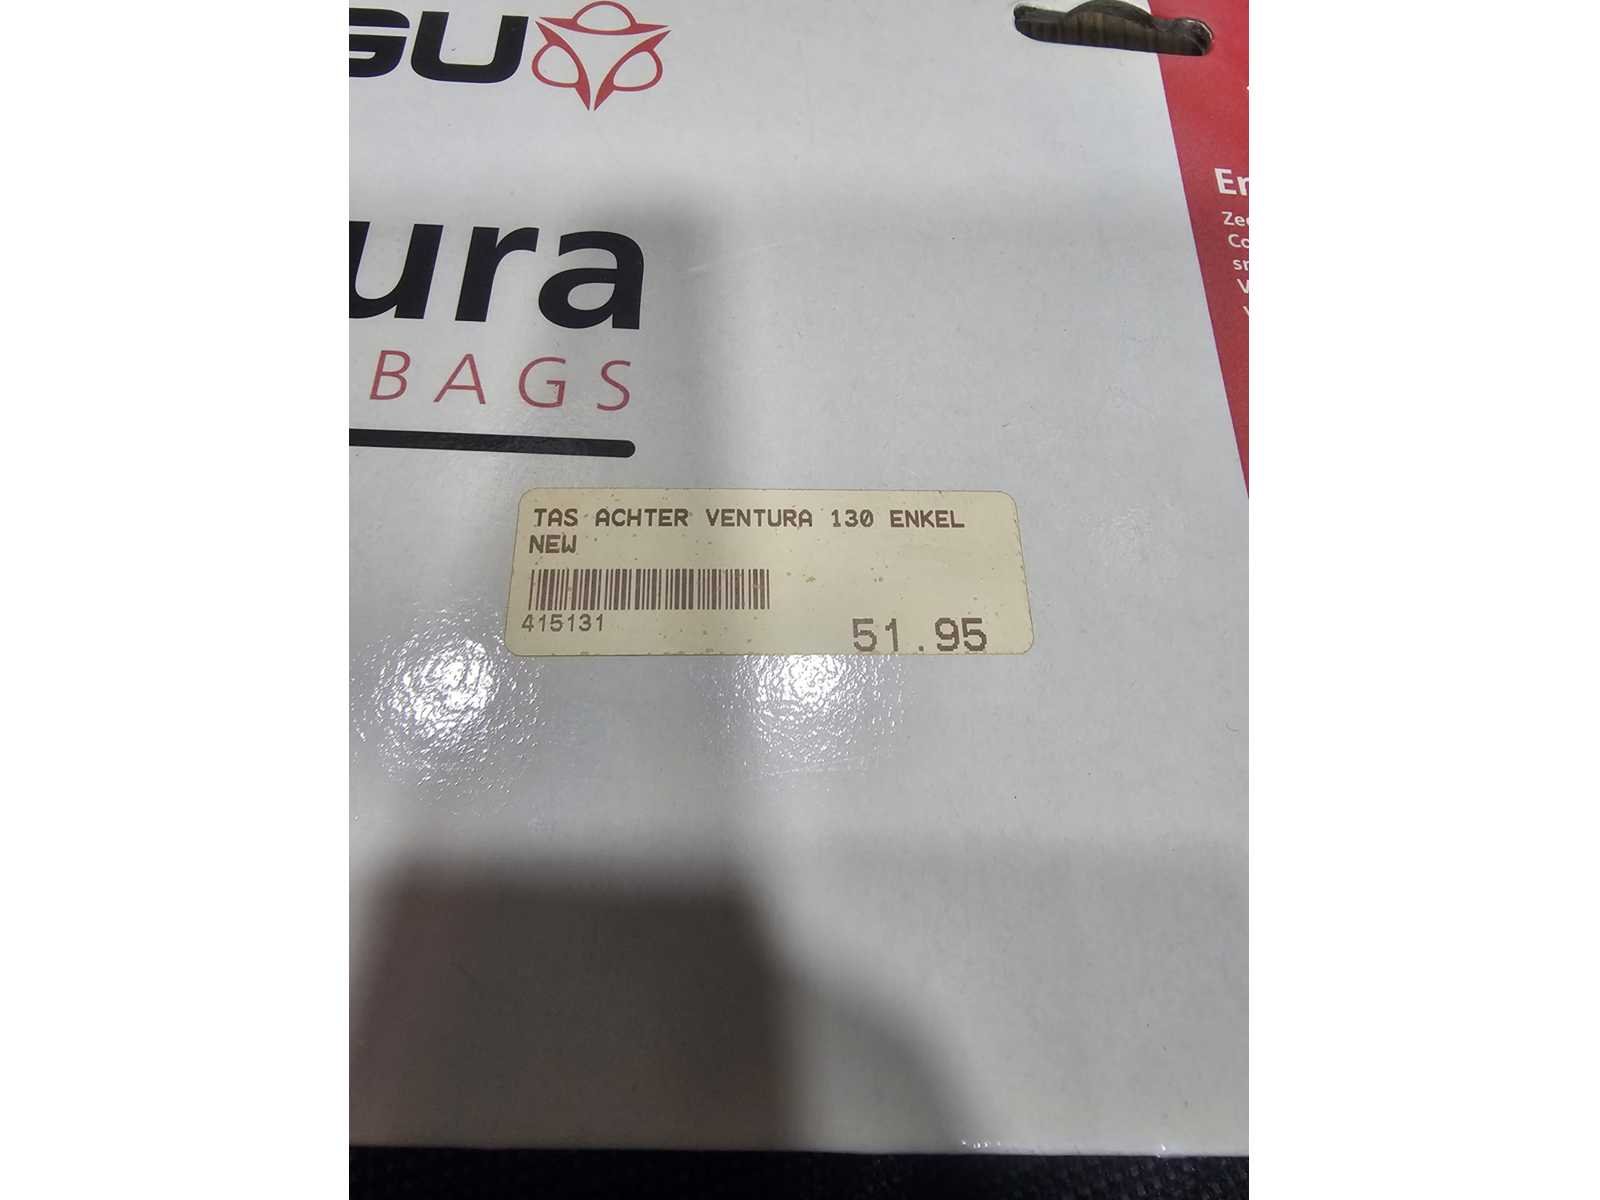 GU
ura
BAGS
TAS ACHTER VENTURA 130 ENKEL
NEW
415131
51.95